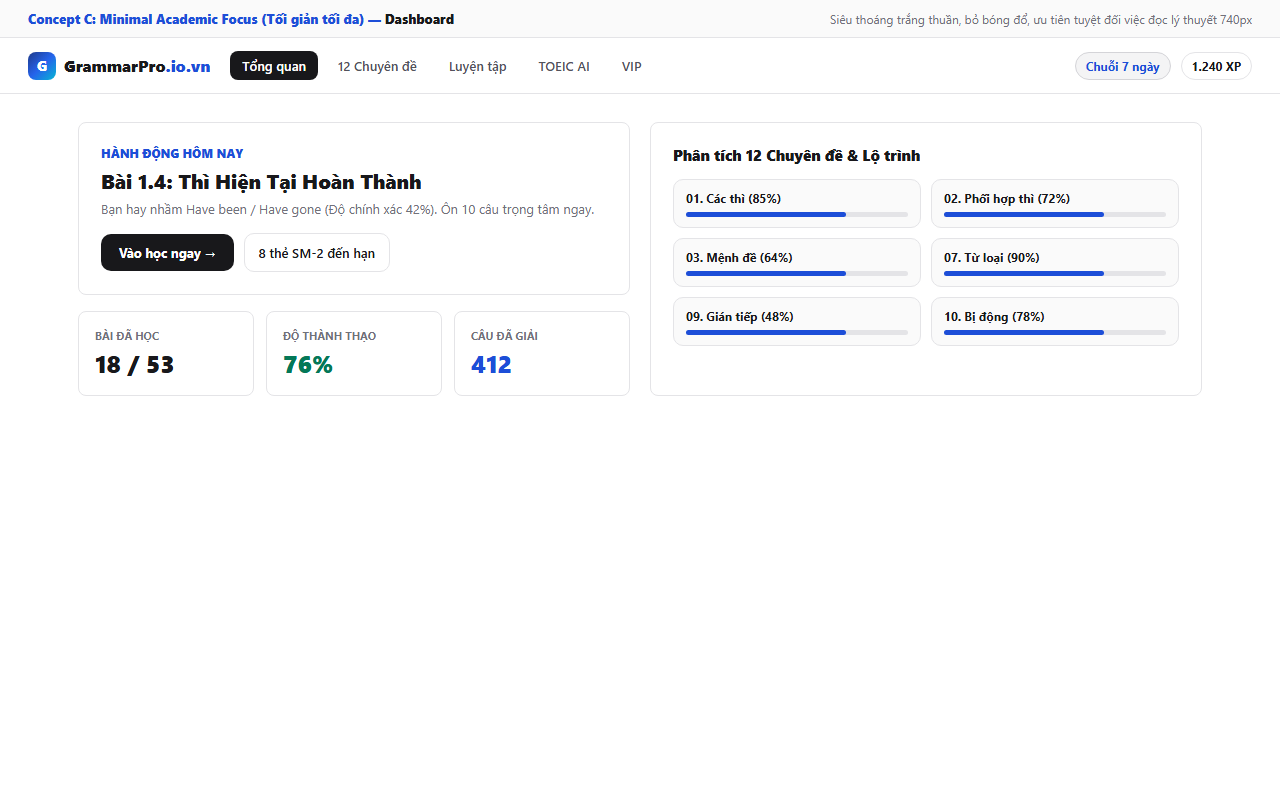 Concept C: Minimal Academic Focus (Tối giản tối đa) — Dashboard
Siêu thoáng trắng thuần, bỏ bóng đổ, ưu tiên tuyệt đối việc đọc lý thuyết 740px
G GrammarPro.io.vn
Tổng quan
12 Chuyên đề
Luyện tập
TOEIC AI
VIP
Chuỗi 7 ngày
1.240 XP
HÀNH ĐỘNG HÔM NAY
Bài 1.4: Thì Hiện Tại Hoàn Thành
Bạn hay nhầm Have been / Have gone (Độ chính xác 42%). Ôn 10 câu trọng tâm ngay.
Vào học ngay →
8 thẻ SM-2 đến hạn
BÀI ĐÃ HỌC
18 / 53
ĐỘ THÀNH THẠO
76%
CÂU ĐÃ GIẢI
412
Phân tích 12 Chuyên đề & Lộ trình
01. Các thì (85%)
02. Phối hợp thì (72%)
03. Mệnh đề (64%)
07. Từ loại (90%)
09. Gián tiếp (48%)
10. Bị động (78%)